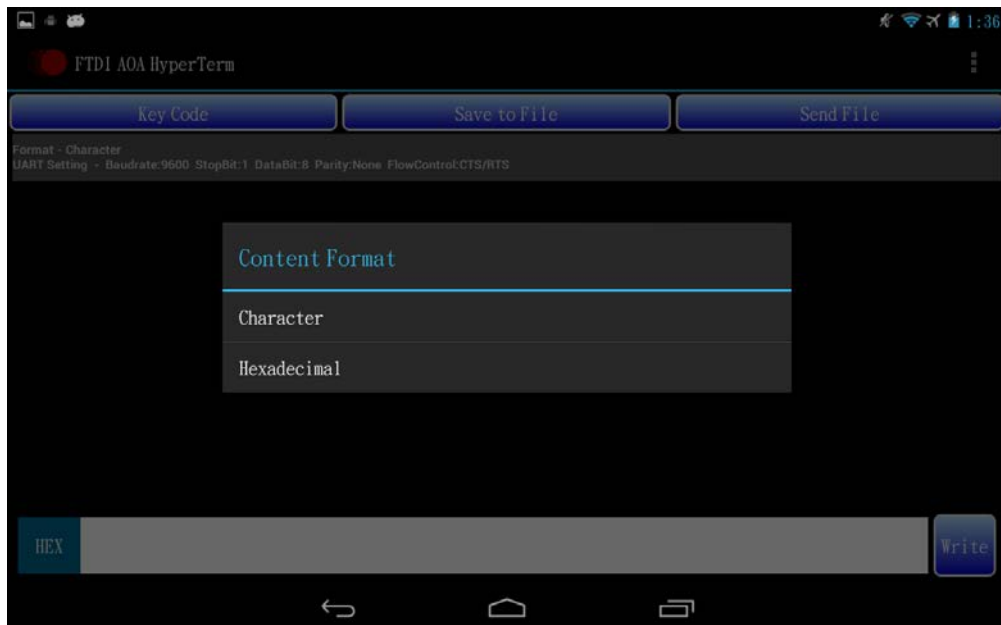 1:36
FTDI AOA HyperTerm
Key Code
Save to File
Send File
Format - Character
UART Setting - Baudrate:9600 StopBit:1 DataBit:8 Parity:None FlowControl:CTS/RTS
Content Format
Character
Hexadecimal
HEX
Write